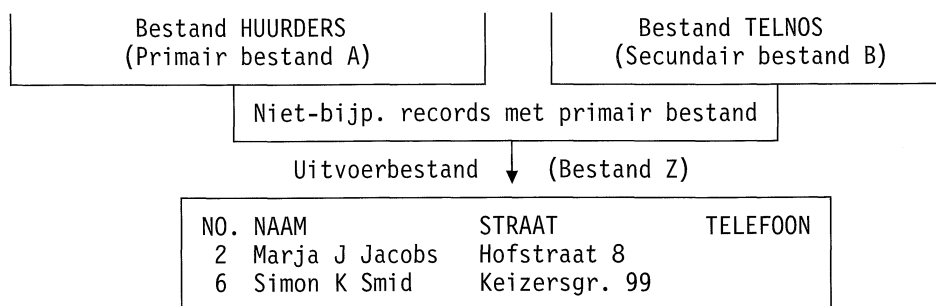 Bestand HUURDERS
(Primair bestand A)
Bestand TELNOS
(Secundair bestand B)
Niet-bijp. records met primair bestand
Uitvoerbestand (Bestand Z)
NO. NAAM STRAAT TELEFOON
2 Marja J Jacobs Hofstraat 8
6 Simon K Smid Keizersgr. 99